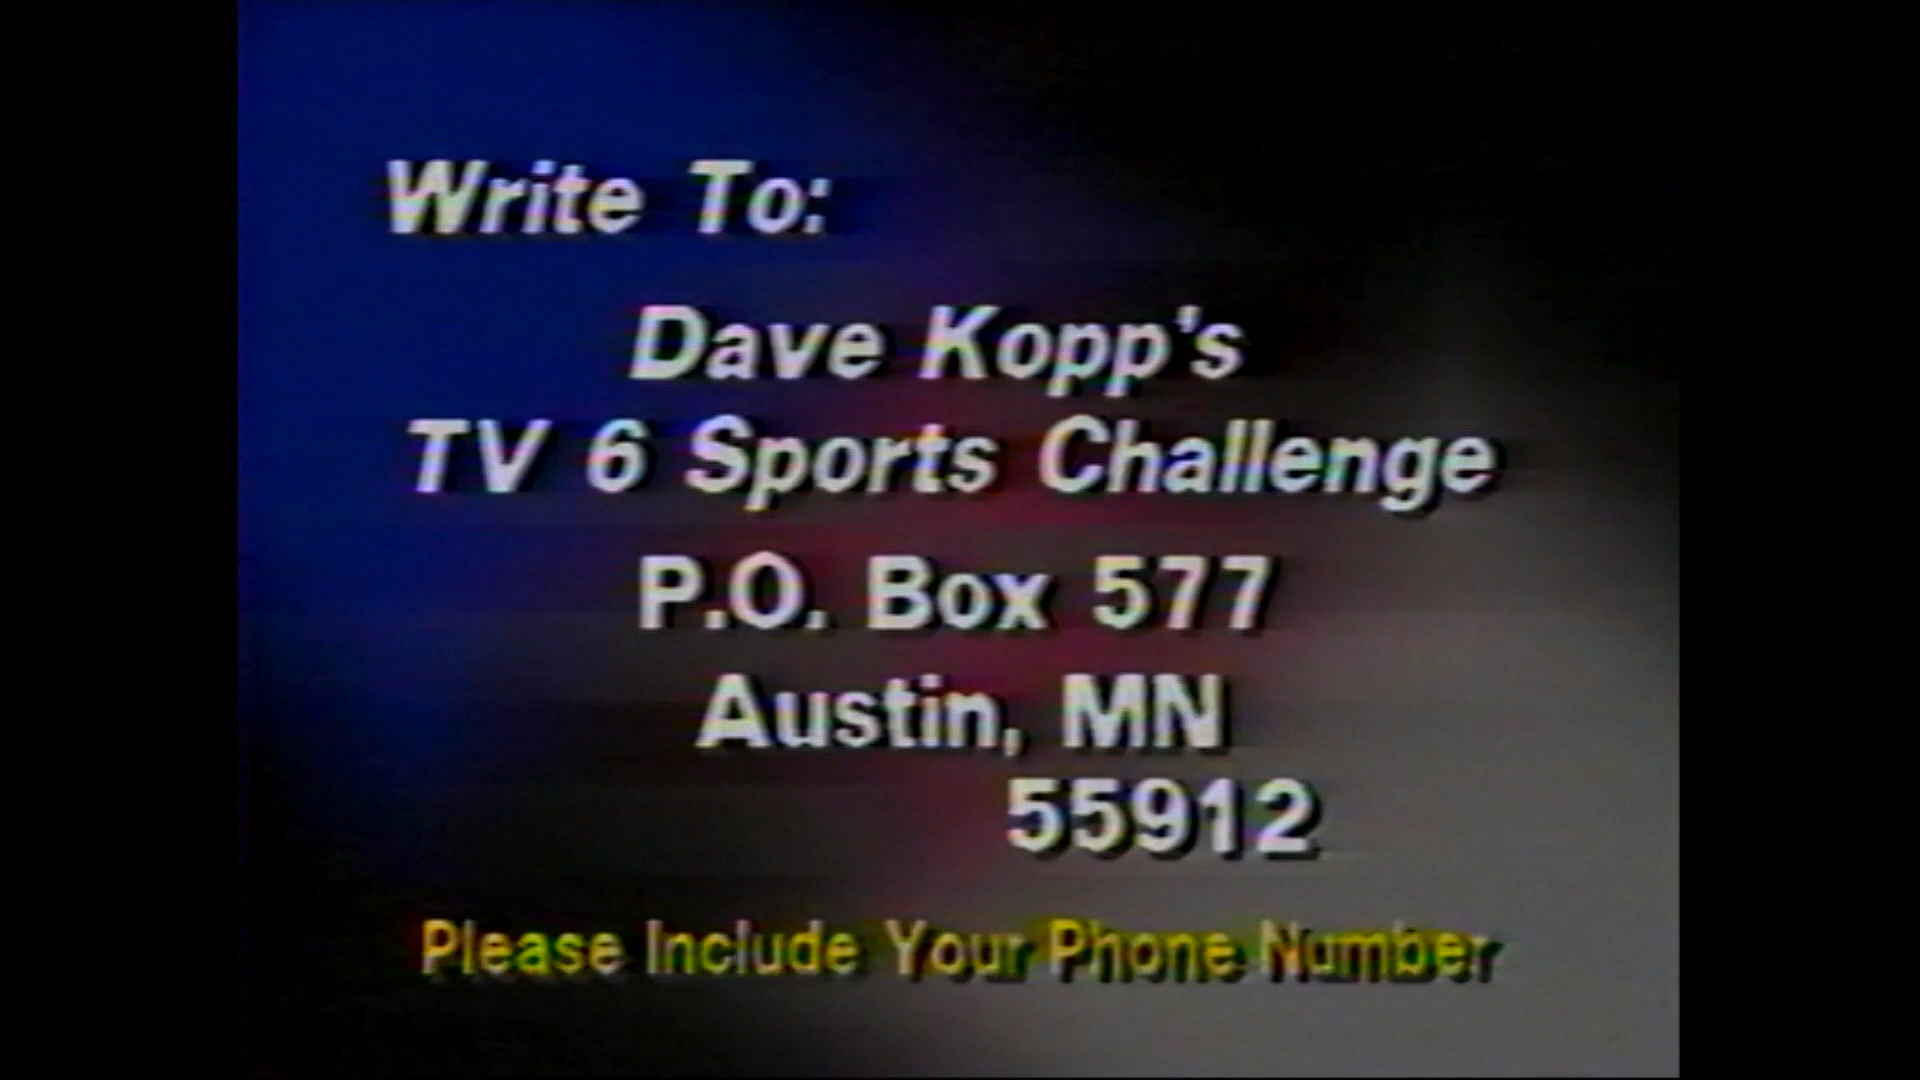 Write To:
Dave Kopp's
TV 6 Sports Challenge
P.O. Box 577
Austin, MN
55912
Please Include Your Phone Number